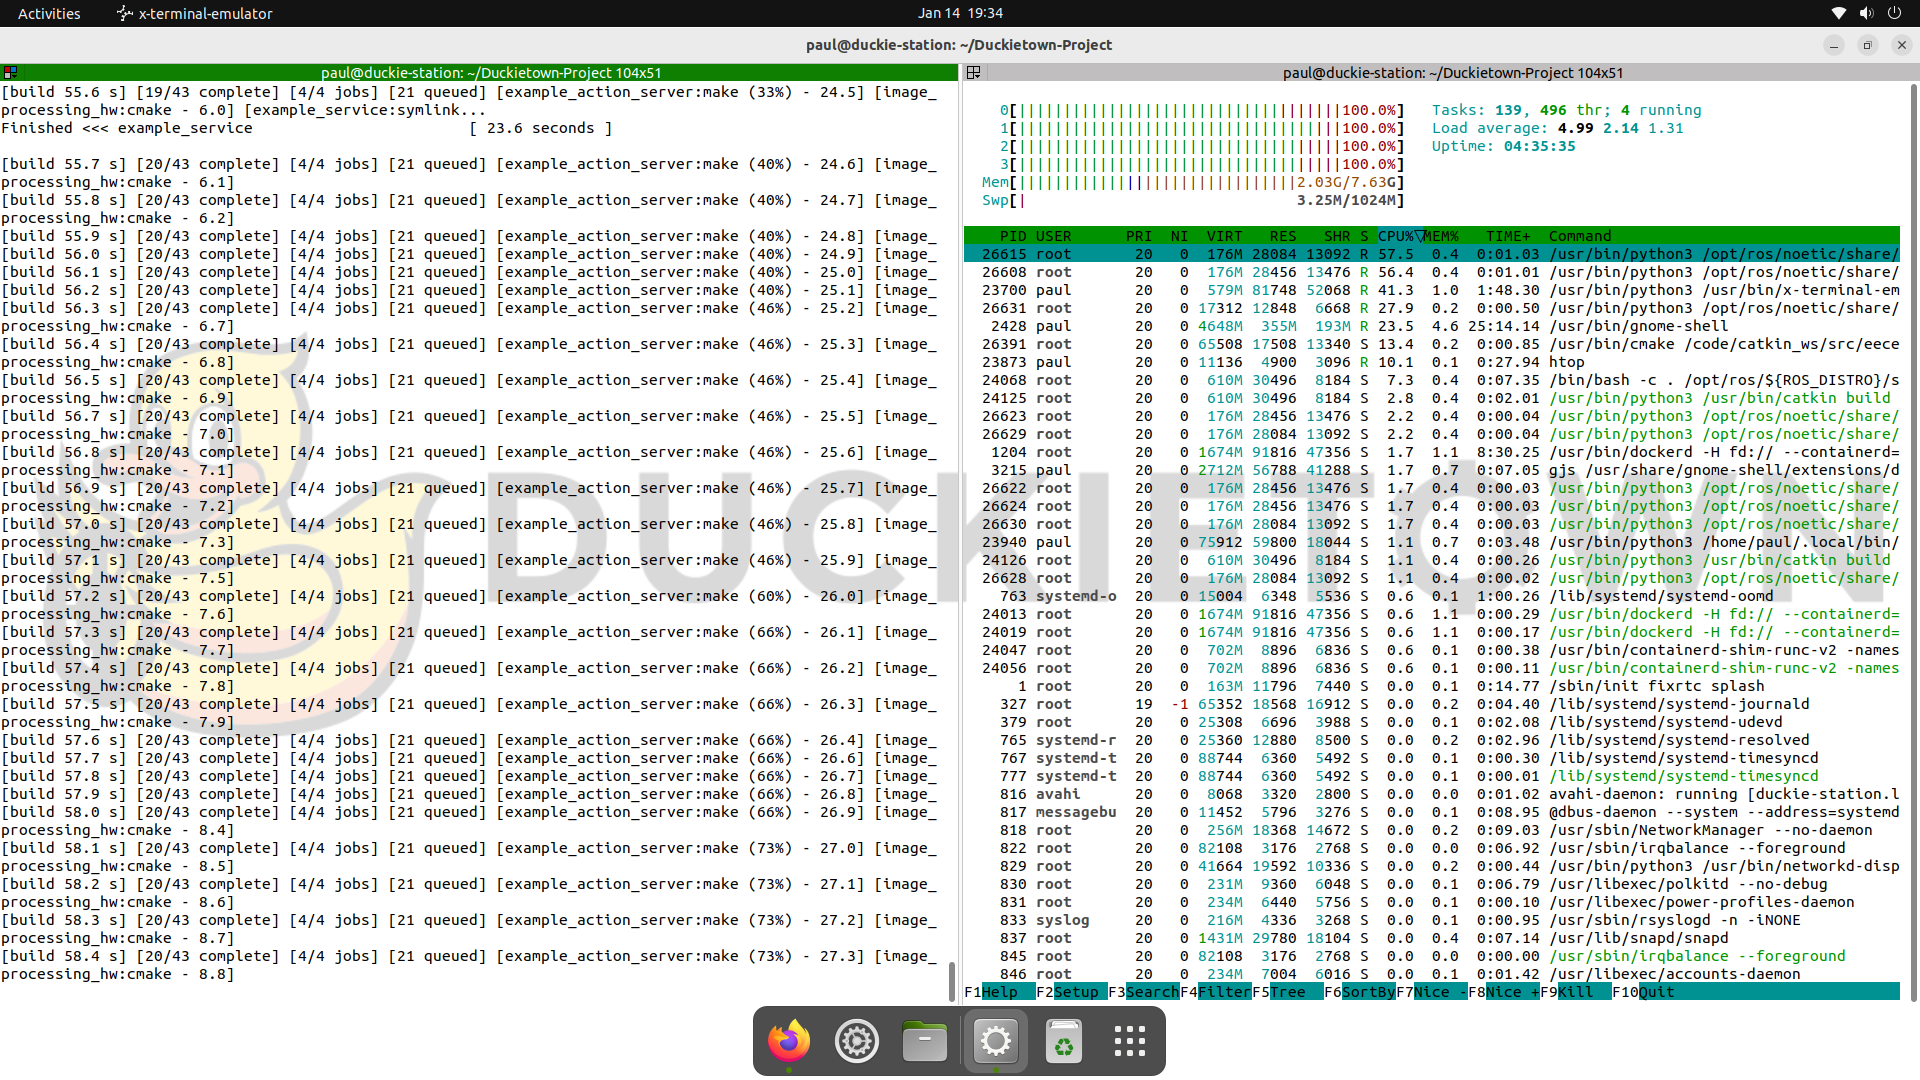 Activities
x-terminal-emulator
Jan 14 19:34
paul@duckie-station: ~/Duckietown-Project
paul@duckie-station: ~/Duckietown-Project 104x51
[build 55.6 s] [19/43 complete] [4/4 jobs] [21 queued] [example_action_server:make (33%) - 24.5] [image_
processing_hw:cmake - 6.0] [example_service:symlink...
Finished <<< example_service [ 23.6 seconds ]
[build 55.7 s] [20/43 complete] [4/4 jobs] [21 queued] [example_action_server:make (40%) - 24.6] [image_
processing_hw:cmake - 6.1]
[build 55.8 s] [20/43 complete] [4/4 jobs] [21 queued] [example_action_server:make (40%) - 24.7] [image_
processing_hw:cmake - 6.2]
[build 55.9 s] [20/43 complete] [4/4 jobs] [21 queued] [example_action_server:make (40%) - 24.8] [image_
[build 56.0 s] [20/43 complete] [4/4 jobs] [21 queued] [example_action_server:make (40%) - 24.9] [image_
[build 56.1 s] [20/43 complete] [4/4 jobs] [21 queued] [example_action_server:make (40%) - 25.0] [image_
[build 56.2 s] [20/43 complete] [4/4 jobs] [21 queued] [example_action_server:make (40%) - 25.1] [image_
[build 56.3 s] [20/43 complete] [4/4 jobs] [21 queued] [example_action_server:make (46%) - 25.2] [image_
processing_hw:cmake - 6.7]
[build 56.4 s] [20/43 complete] [4/4 jobs] [21 queued] [example_action_server:make (46%) - 25.3] [image_
processing_hw:cmake - 6.8]
[build 56.5 s] [20/43 complete] [4/4 jobs] [21 queued] [example_action_server:make (46%) - 25.4] [image_
processing_hw:cmake - 6.9]
[build 56.7 s] [20/43 complete] [4/4 jobs] [21 queued] [example_action_server:make (46%) - 25.5] [image_
processing_hw:cmake - 7.0]
[build 56.8 s] [20/43 complete] [4/4 jobs] [21 queued] [example_action_server:make (46%) - 25.6] [image_
processing_hw:cmake - 7.1]
[build 56.9 s] [20/43 complete] [4/4 jobs] [21 queued] [example_action_server:make (46%) - 25.7] [image_
processing_hw:cmake - 7.2]
[build 57.0 s] [20/43 complete] [4/4 jobs] [21 queued] [example_action_server:make (46%) - 25.8] [image_
processing_hw:cmake - 7.3]
[build 57.1 s] [20/43 complete] [4/4 jobs] [21 queued] [example_action_server:make (46%) - 25.9] [image_
processing_hw:cmake - 7.5]
[build 57.2 s] [20/43 complete] [4/4 jobs] [21 queued] [example_action_server:make (60%) - 26.0] [image_
processing_hw:cmake - 7.6]
[build 57.3 s] [20/43 complete] [4/4 jobs] [21 queued] [example_action_server:make (66%) - 26.1] [image_
processing_hw:cmake - 7.7]
[build 57.4 s] [20/43 complete] [4/4 jobs] [21 queued] [example_action_server:make (66%) - 26.2] [image_
processing_hw:cmake - 7.8]
[build 57.5 s] [20/43 complete] [4/4 jobs] [21 queued] [example_action_server:make (66%) - 26.3] [image_
processing_hw:cmake - 7.9]
[build 57.6 s] [20/43 complete] [4/4 jobs] [21 queued] [example_action_server:make (66%) - 26.4] [image_
[build 57.7 s] [20/43 complete] [4/4 jobs] [21 queued] [example_action_server:make (66%) - 26.6] [image_
[build 57.8 s] [20/43 complete] [4/4 jobs] [21 queued] [example_action_server:make (66%) - 26.7] [image_
[build 57.9 s] [20/43 complete] [4/4 jobs] [21 queued] [example_action_server:make (66%) - 26.8] [image_
[build 58.0 s] [20/43 complete] [4/4 jobs] [21 queued] [example_action_server:make (66%) - 26.9] [image_
processing_hw:cmake - 8.4]
[build 58.1 s] [20/43 complete] [4/4 jobs] [21 queued] [example_action_server:make (73%) - 27.0] [image_
processing_hw:cmake - 8.5]
[build 58.2 s] [20/43 complete] [4/4 jobs] [21 queued] [example_action_server:make (73%) - 27.1] [image_
processing_hw:cmake - 8.6]
[build 58.3 s] [20/43 complete] [4/4 jobs] [21 queued] [example_action_server:make (73%) - 27.2] [image_
processing_hw:cmake - 8.7]
[build 58.4 s] [20/43 complete] [4/4 jobs] [21 queued] [example_action_server:make (73%) - 27.3] [image_
processing_hw:cmake - 8.8]
DUCKIETOWN
paul@duckie-station: ~/Duckietown-Project 104x51
0[100.0%] Tasks: 139, 496 thr; 4 running
1[100.0%] Load average: 4.99 2.14 1.31
2[100.0%] Uptime: 04:35:35
3[100.0%]
Mem[2.03G/7.63G]
Swp[3.25M/1024M]
PID USER PRI NI VIRT RES SHR S CPU%▽MEM% TIME+ Command
26615 root 20 0 176M 28084 13092 R 57.5 0.4 0:01.03 /usr/bin/python3 /opt/ros/noetic/share/
26608 root 20 0 176M 28456 13476 R 56.4 0.4 0:01.01 /usr/bin/python3 /opt/ros/noetic/share/
23700 paul 20 0 579M 81748 52068 R 41.3 1.0 1:48.30 /usr/bin/python3 /usr/bin/x-terminal-em
26631 root 20 0 17312 12848 6668 R 27.9 0.2 0:00.50 /usr/bin/python3 /opt/ros/noetic/share/
2428 paul 20 0 4648M 355M 193M R 23.5 4.6 25:14.14 /usr/bin/gnome-shell
26391 root 20 0 65508 17508 13340 S 13.4 0.2 0:00.85 /usr/bin/cmake /code/catkin_ws/src/eece
23873 paul 20 0 11136 4900 3096 R 10.1 0.1 0:27.94 htop
24068 root 20 0 610M 30496 8184 S 7.3 0.4 0:07.35 /bin/bash -c . /opt/ros/${ROS_DISTRO}/s
24125 root 20 0 610M 30496 8184 S 2.8 0.4 0:02.01 /usr/bin/python3 /usr/bin/catkin build
26623 root 20 0 176M 28456 13476 S 2.2 0.4 0:00.04 /usr/bin/python3 /opt/ros/noetic/share/
26629 root 20 0 176M 28084 13092 S 2.2 0.4 0:00.04 /usr/bin/python3 /opt/ros/noetic/share/
1204 root 20 0 1674M 91816 47356 S 1.7 1.1 8:30.25 /usr/bin/dockerd -H fd:// --containerd=
3215 paul 20 0 2712M 56788 41288 S 1.7 0.7 0:07.05 gjs /usr/share/gnome-shell/extensions/d
26622 root 20 0 176M 28456 13476 S 1.7 0.4 0:00.03 /usr/bin/python3 /opt/ros/noetic/share/
26624 root 20 0 176M 28456 13476 S 1.7 0.4 0:00.03 /usr/bin/python3 /opt/ros/noetic/share/
26630 root 20 0 176M 28084 13092 S 1.7 0.4 0:00.03 /usr/bin/python3 /opt/ros/noetic/share/
23940 paul 20 0 75912 59800 18044 S 1.1 0.7 0:03.48 /usr/bin/python3 /home/paul/.local/bin/
24126 root 20 0 610M 30496 8184 S 1.1 0.4 0:00.26 /usr/bin/python3 /usr/bin/catkin build
26628 root 20 0 176M 28084 13092 S 1.1 0.4 0:00.02 /usr/bin/python3 /opt/ros/noetic/share/
763 systemd-o 20 0 15004 6348 5536 S 0.6 0.1 1:00.26 /lib/systemd/systemd-oomd
24013 root 20 0 1674M 91816 47356 S 0.6 1.1 0:00.29 /usr/bin/dockerd -H fd:// --containerd=
24019 root 20 0 1674M 91816 47356 S 0.6 1.1 0:00.17 /usr/bin/dockerd -H fd:// --containerd=
24047 root 20 0 702M 8896 6836 S 0.6 0.1 0:00.38 /usr/bin/containerd-shim-runc-v2 -names
24056 root 20 0 702M 8896 6836 S 0.6 0.1 0:00.11 /usr/bin/containerd-shim-runc-v2 -names
1 root 20 0 163M 11796 7440 S 0.0 0.1 0:14.77 /sbin/init fixrtc splash
327 root 19 -1 65352 18568 16912 S 0.0 0.2 0:04.40 /lib/systemd/systemd-journald
379 root 20 0 25308 6696 3988 S 0.0 0.1 0:02.08 /lib/systemd/systemd-udevd
765 systemd-r 20 0 25360 12880 8500 S 0.0 0.2 0:02.96 /lib/systemd/systemd-resolved
767 systemd-t 20 0 88744 6360 5492 S 0.0 0.1 0:00.30 /lib/systemd/systemd-timesyncd
777 systemd-t 20 0 88744 6360 5492 S 0.0 0.1 0:00.01 /lib/systemd/systemd-timesyncd
816 avahi 20 0 8068 3320 2800 S 0.0 0.0 0:01.02 avahi-daemon: running [duckie-station.l
817 messagebu 20 0 11452 5796 3276 S 0.0 0.1 0:08.95 @dbus-daemon --system --address=systemd
818 root 20 0 256M 18368 14672 S 0.0 0.2 0:09.03 /usr/sbin/NetworkManager --no-daemon
822 root 20 0 82108 3176 2768 S 0.0 0.0 0:06.92 /usr/sbin/irqbalance --foreground
829 root 20 0 41664 19592 10336 S 0.0 0.2 0:00.44 /usr/bin/python3 /usr/bin/networkd-disp
830 root 20 0 231M 9360 6048 S 0.0 0.1 0:06.79 /usr/libexec/polkitd --no-debug
831 root 20 0 234M 6440 5756 S 0.0 0.1 0:00.10 /usr/libexec/power-profiles-daemon
833 syslog 20 0 216M 4336 3268 S 0.0 0.1 0:00.95 /usr/sbin/rsyslogd -n -iNONE
837 root 20 0 1431M 29780 18104 S 0.0 0.4 0:07.14 /usr/lib/snapd/snapd
845 root 20 0 82108 3176 2768 S 0.0 0.0 0:00.00 /usr/sbin/irqbalance --foreground
846 root 20 0 234M 7004 6016 S 0.0 0.1 0:01.42 /usr/libexec/accounts-daemon
F1Help F2Setup F3SearchF4FilterF5Tree F6SortByF7Nice -F8Nice +F9Kill F10Quit